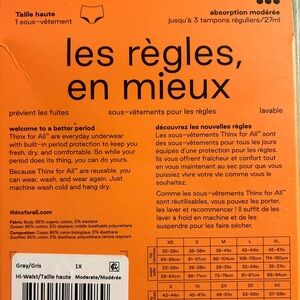 Taille haute
1 sous-vêtement
absorption modérée
jusqu'à 3 tampons réguliers/27ml
les règles,
en mieux
prévient les fuites
sous-vêtements pour les règles
lavable
welcome to a better period
Thinx for All™ are everyday underwear
with built-in period protection to keep you
fresh, dry, and comfortable. So while your
period does its thing, you can do yours.
Because Thinx for All™ are reusable, you
can wear, wash, and wear again. Just
machine wash cold and hang dry.
thinxforall.com
Fabric: Body: 95% organic cotton, 5% elastane
découvrez les nouvelles règles
Les sous-vêtements Thinx for All™ sont
des sous-vêtements pour tous les jours
équipés d'une protection pour les règles.
Ils vous offrent fraîcheur et confort tout
en vous maintenant au sec pour que vous
puissiez vivre votre vie comme vous le
souhaitez.
Comme les sous-vêtements Thinx for All™
sont réutilisables, vous pouvez les porter,
les laver et recommencer ! Il suffit de les
laver à froid en machine et de les
suspendre pour les faire sécher.
Gray/Gris
1X
Hi-Waist/Taille haute
Moderate/Modérée
XS
S
M
L
XL